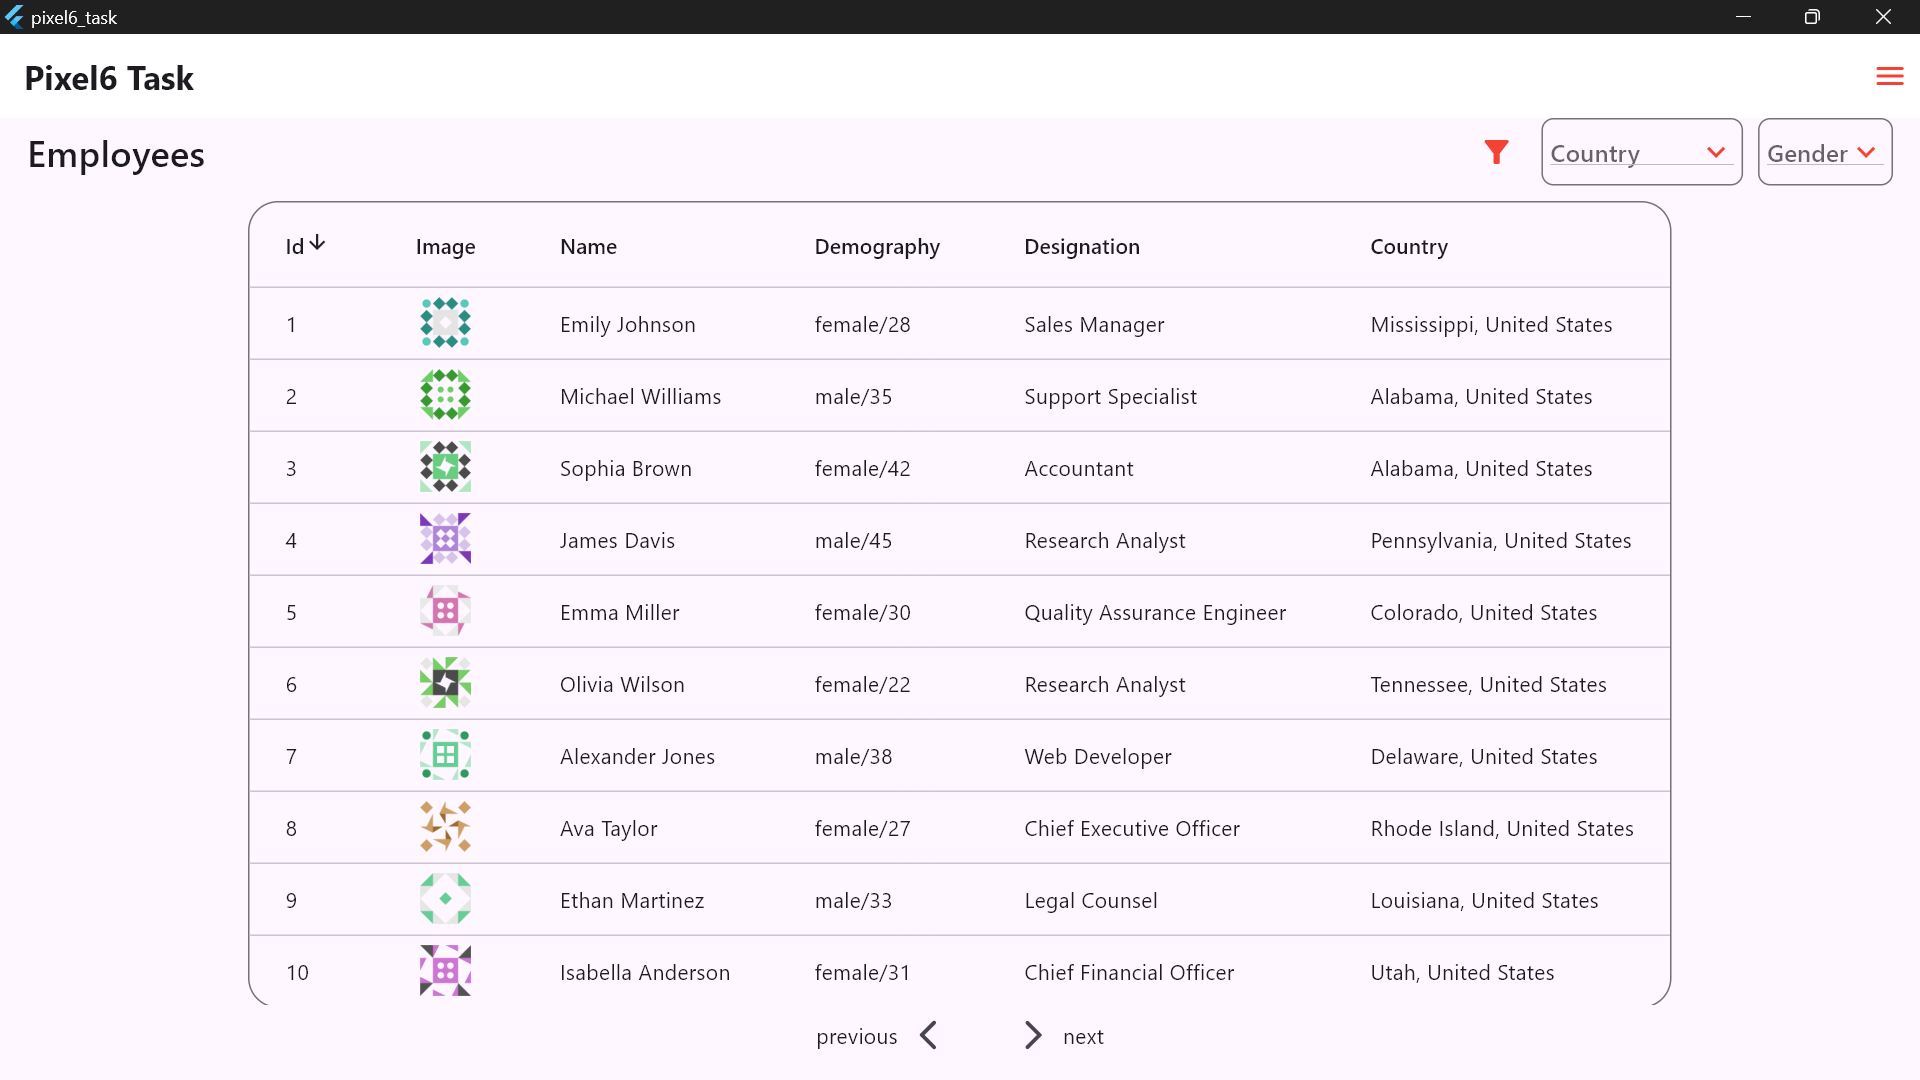 pixel6_task
Pixel6 Task
Employees Country Gender
Id Image Name Demography Designation Country
1 Emily Johnson female/28 Sales Manager Mississippi, United States
2 Michael Williams male/35 Support Specialist Alabama, United States
3 Sophia Brown female/42 Accountant Alabama, United States
4 James Davis male/45 Research Analyst Pennsylvania, United States
5 Emma Miller female/30 Quality Assurance Engineer Colorado, United States
6 Olivia Wilson female/22 Research Analyst Tennessee, United States
7 Alexander Jones male/38 Web Developer Delaware, United States
8 Ava Taylor female/27 Chief Executive Officer Rhode Island, United States
9 Ethan Martinez male/33 Legal Counsel Louisiana, United States
10 Isabella Anderson female/31 Chief Financial Officer Utah, United States
previous next